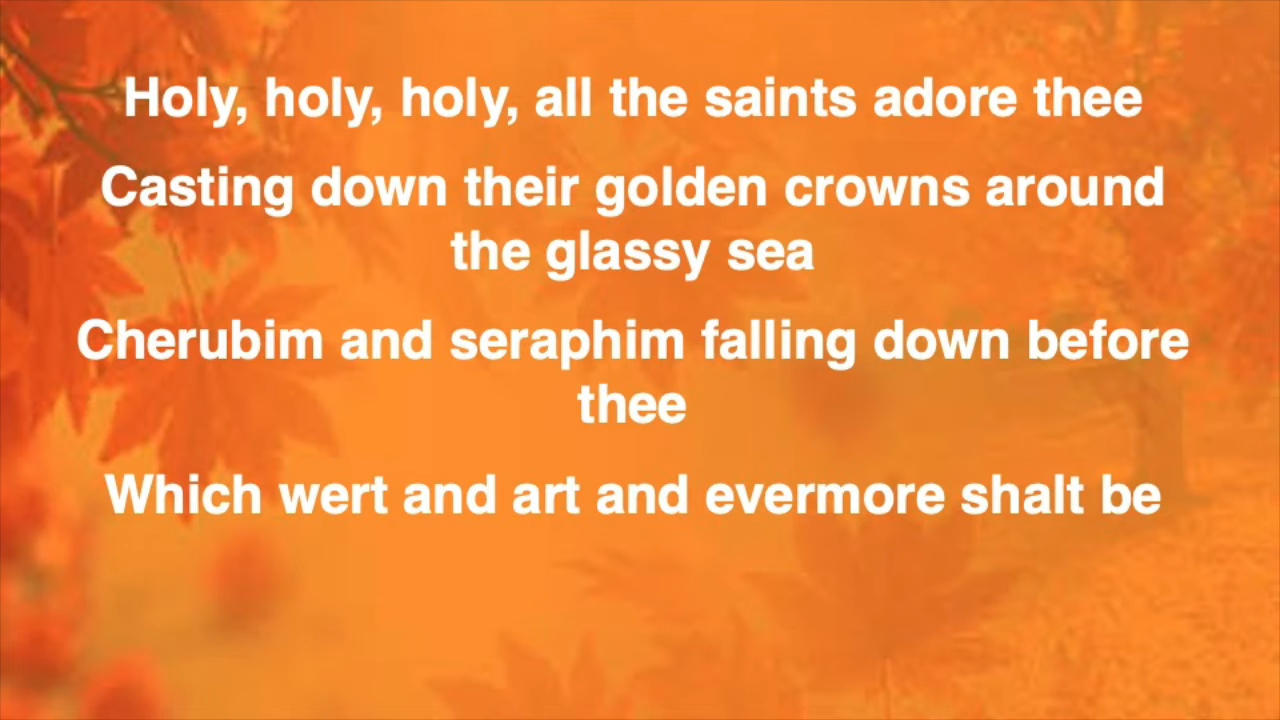 Holy, holy, holy, all the saints adore thee
Casting down their golden crowns around
the glassy sea
Cherubim and seraphim falling down before
thee
Which wert and art and evermore shalt be